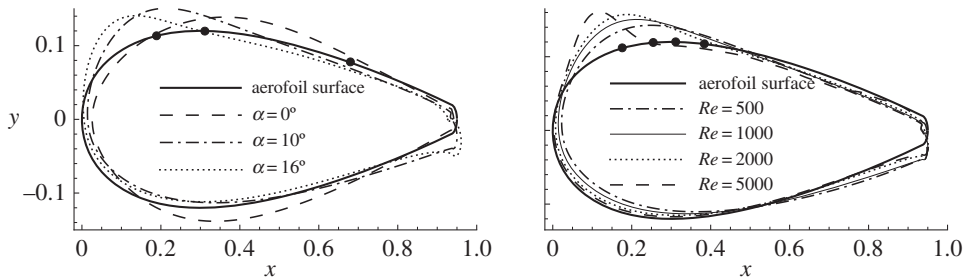 0.1
0
−0.1
y
aerofoil surface
α = 0º
α = 10º
α = 16º
0
0.2
0.4
0.6
0.8
1.0
x
aerofoil surface
Re = 500
Re = 1000
Re = 2000
Re = 5000
0
0.2
0.4
0.6
0.8
1.0
x